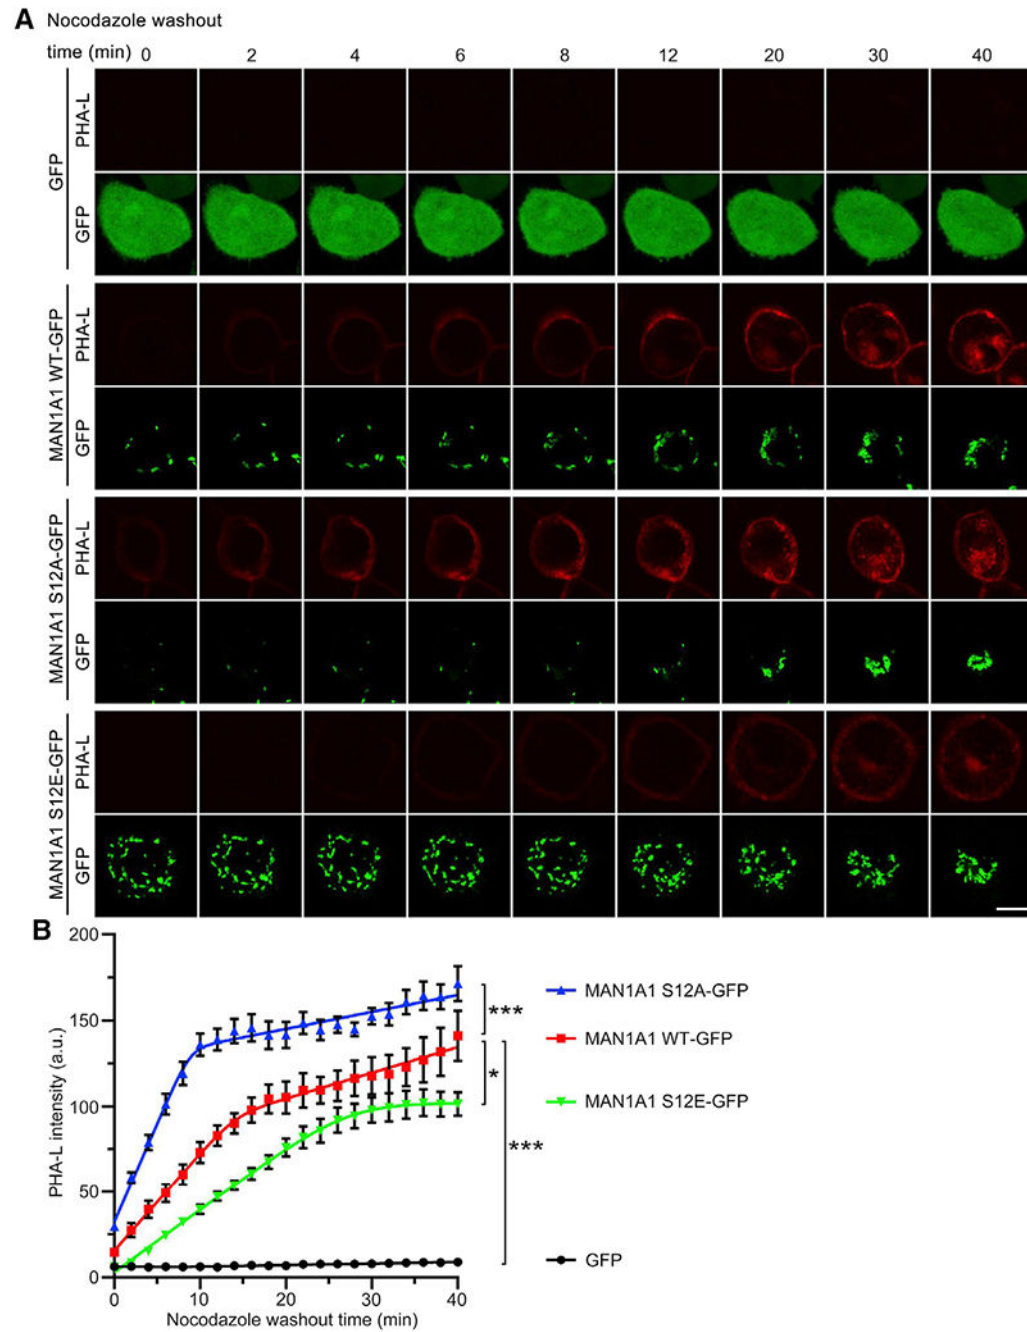 A Nocodazole washout
time (min) 0 2 4 6 8 12 20 30 40
GFP
PHA-L
GFP
MAN1A1 WT-GFP
PHA-L
GFP
MAN1A1 S12A-GFP
PHA-L
GFP
MAN1A1 S12E-GFP
PHA-L
GFP
B
PHA-L intensity (a.u.)
200
150
100
50
0
0 10 20 30 40
Nocodazole washout time (min)
***
*
***
MAN1A1 S12A-GFP
MAN1A1 WT-GFP
MAN1A1 S12E-GFP
GFP